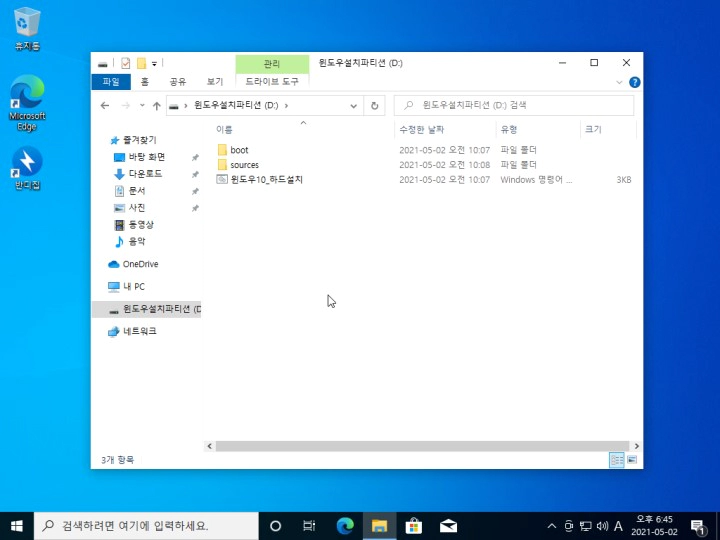 휴지통
Microsoft
Edge
반디집
관리
윈도우설치파티션 (D:)
파일
홈
공유
보기
드라이브 도구
윈도우설치파티션 (D:)
윈도우설치파티션 (D:) 검색
이름
수정한 날짜
유형
크기
boot
2021-05-02 오전 10:07
파일 폴더
sources
2021-05-02 오전 10:08
파일 폴더
윈도우10_하드설치
2021-05-02 오전 10:07
Windows 명령어 ...
3KB
즐겨찾기
바탕 화면
다운로드
문서
사진
동영상
음악
OneDrive
내 PC
윈도우설치파티션 (D
네트워크
3개 항목
검색하려면 여기에 입력하세요.
A
오후 6:45
2021-05-02
1